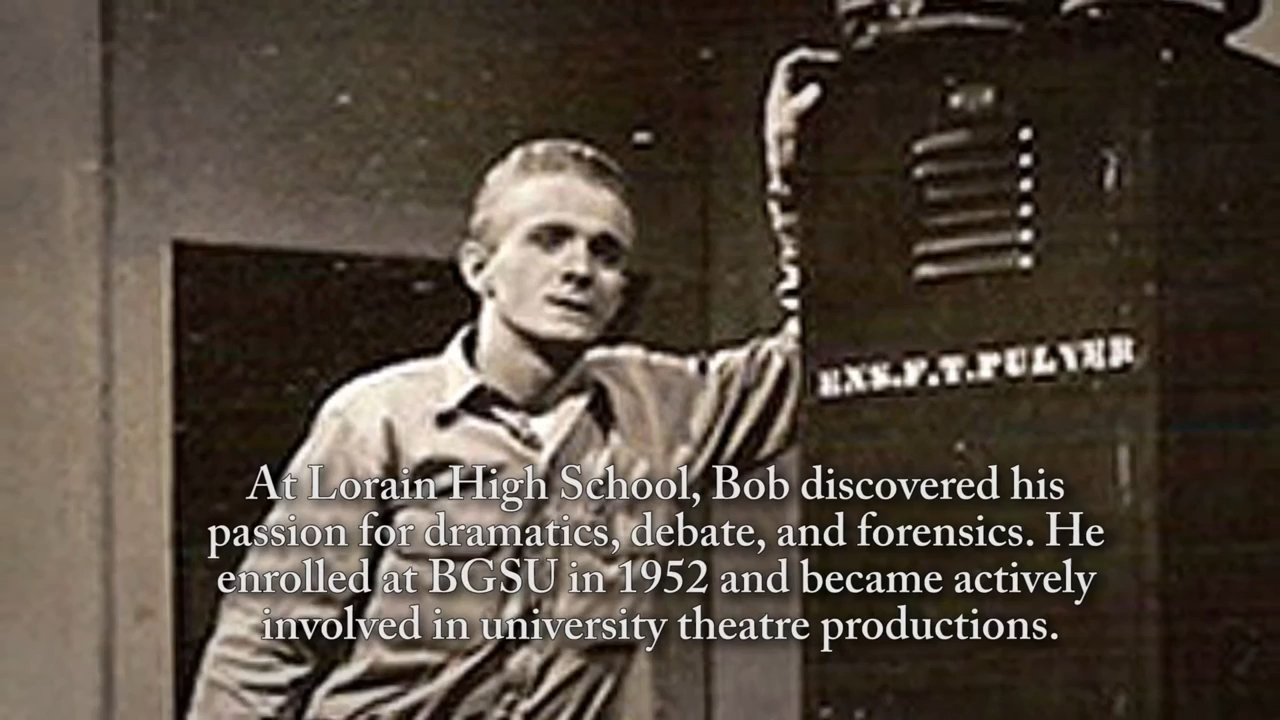 ENS.F.T.PULVER
At Lorain High School, Bob discovered his
passion for dramatics, debate, and forensics. He
enrolled at BGSU in 1952 and became actively
involved in university theatre productions.